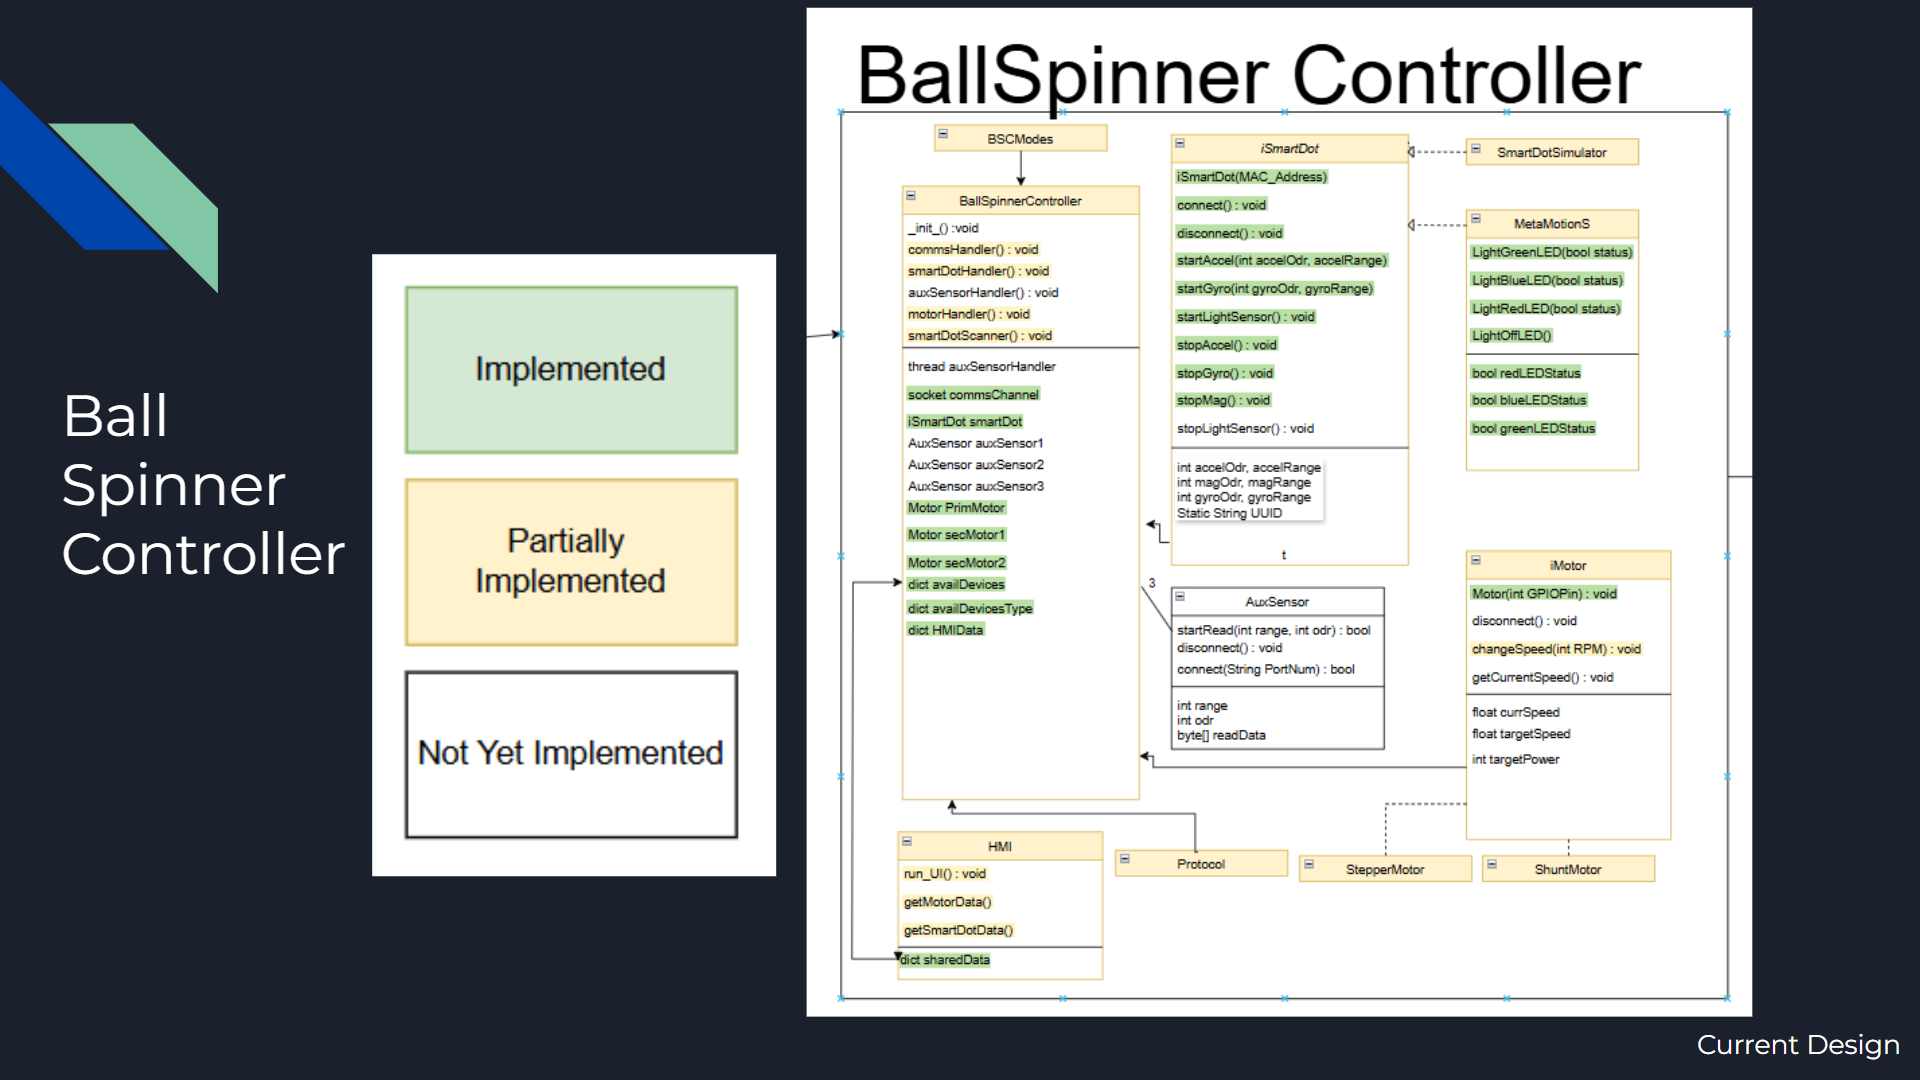 Ball
Spinner
Controller
Implemented
Partially
Implemented
Not Yet Implemented
BallSpinner Controller
BSCModes
BallSpinnerController
_init_() :void
commsHandler() : void
smartDotHandler() : void
auxSensorHandler() : void
motorHandler() : void
smartDotScanner() : void
thread auxSensorHandler
socket commsChannel
iSmartDot smartDot
AuxSensor auxSensor1
AuxSensor auxSensor2
AuxSensor auxSensor3
Motor PrimMotor
Motor secMotor1
Motor secMotor2
dict availDevices
dict availDevicesType
dict HMIData
iSmartDot
iSmartDot(MAC_Address)
connect() : void
disconnect() : void
startAccel(int accelOdr, accelRange)
startGyro(int gyroOdr, gyroRange)
startLightSensor() : void
stopAccel() : void
stopGyro() : void
stopMag() : void
stopLightSensor() : void
int accelOdr, accelRange
int magOdr, magRange
int gyroOdr, gyroRange
Static String UUID
t
SmartDotSimulator
MetaMotionS
LightGreenLED(bool status)
LightBlueLED(bool status)
LightRedLED(bool status)
LightOffLED()
bool redLEDStatus
bool blueLEDStatus
bool greenLEDStatus
3
AuxSensor
startRead(int range, int odr) : bool
disconnect() : void
connect(String PortNum) : bool
int range
int odr
byte[] readData
iMotor
Motor(int GPIOPin) : void
disconnect() : void
changeSpeed(int RPM) : void
getCurrentSpeed() : void
float currSpeed
float targetSpeed
int targetPower
HMI
run_UI() : void
getMotorData()
getSmartDotData()
dict sharedData
Protocol
StepperMotor
ShuntMotor
Current Design